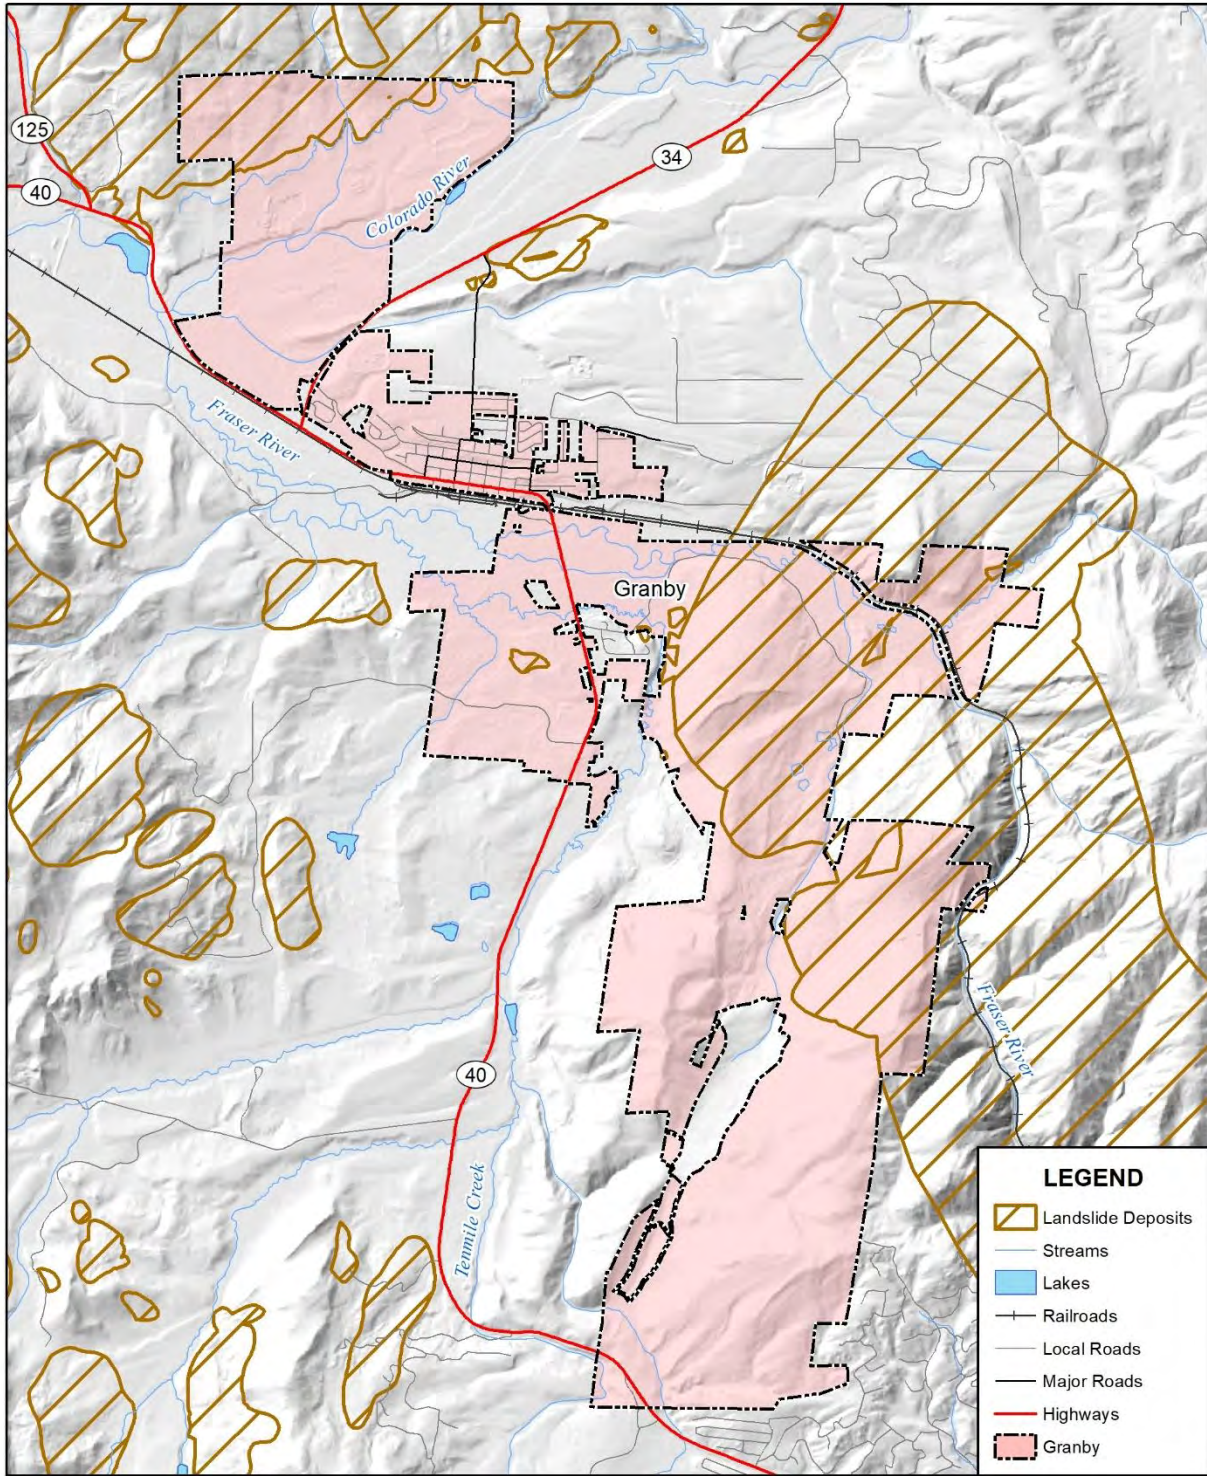 125
40
34
Colorado River
Fraser River
Granby
Fraser River
40
Tenmile Creek
LEGEND
Landslide Deposits
Streams
Lakes
Railroads
Local Roads
Major Roads
Highways
Granby